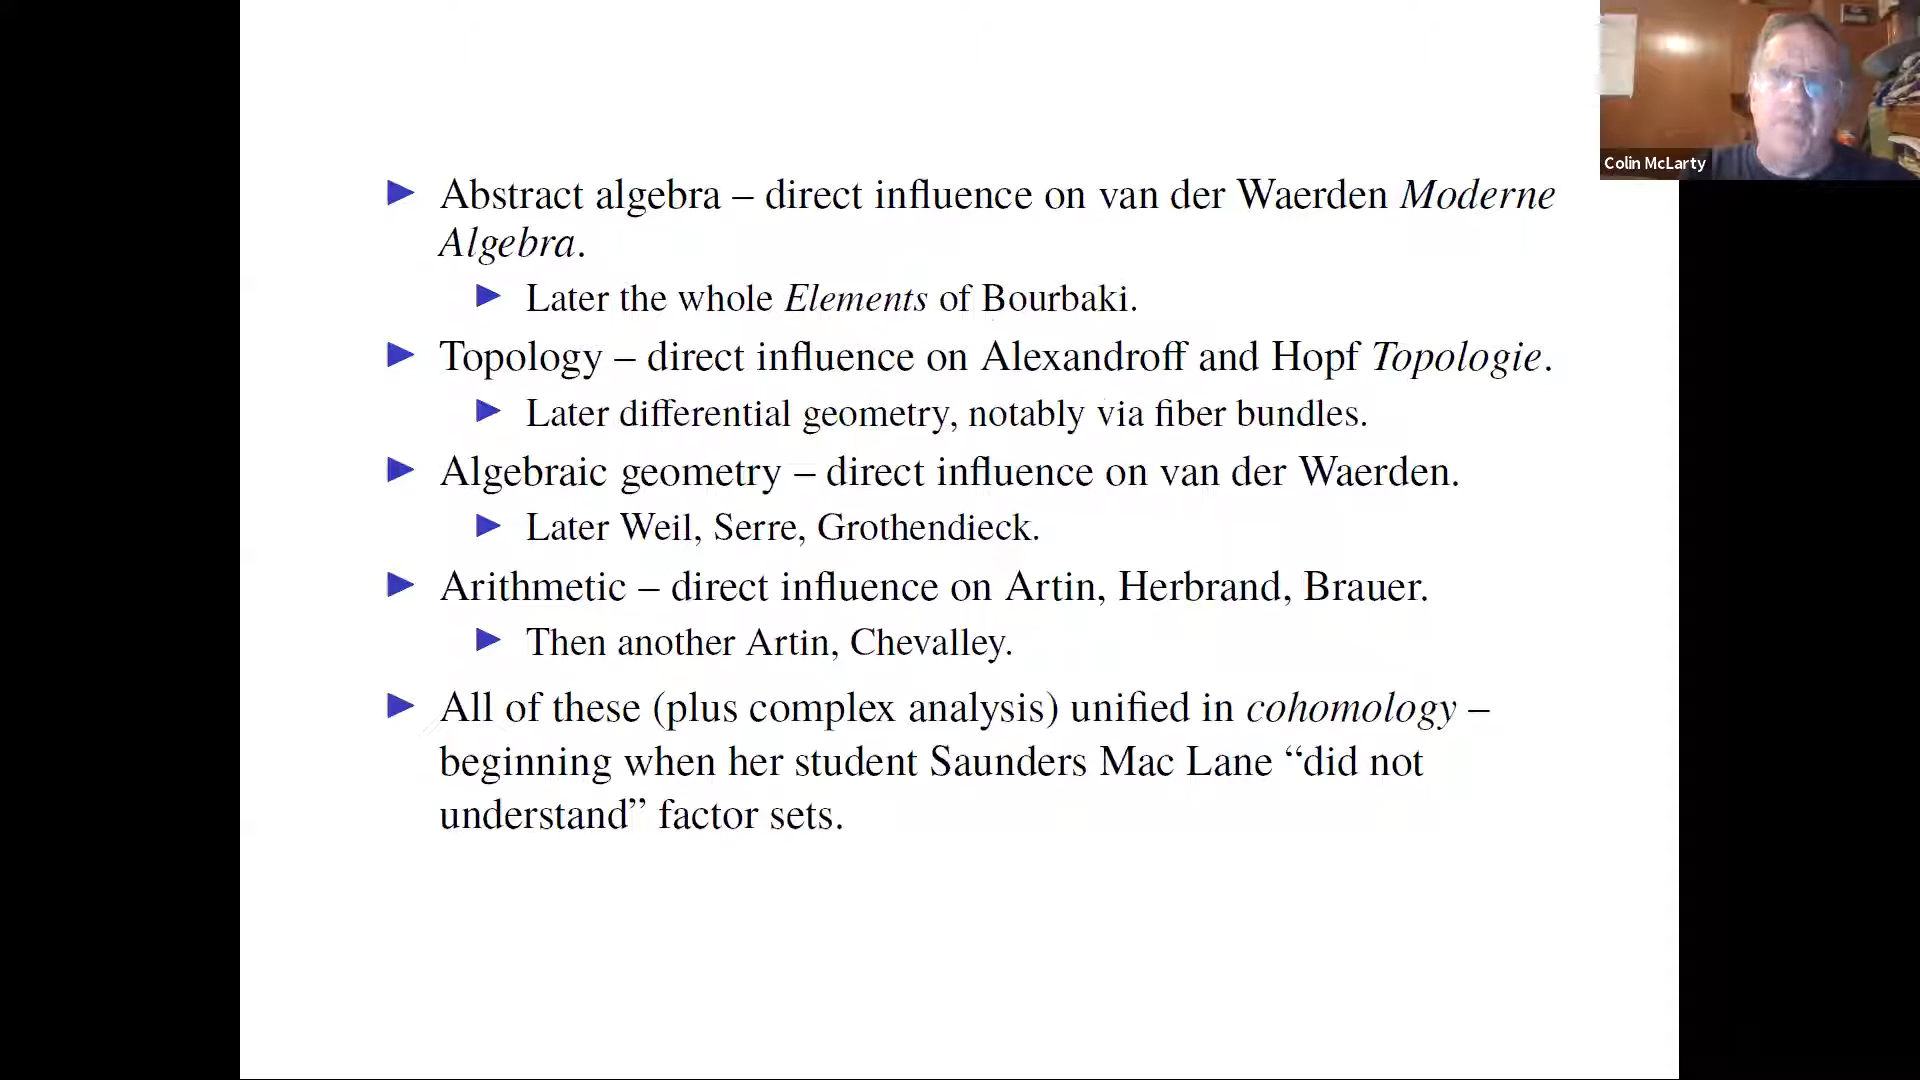 Abstract algebra – direct influence on van der Waerden Moderne
Algebra.
Later the whole Elements of Bourbaki.
Topology – direct influence on Alexandroff and Hopf Topologie.
Later differential geometry, notably via fiber bundles.
Algebraic geometry – direct influence on van der Waerden.
Later Weil, Serre, Grothendieck.
Arithmetic – direct influence on Artin, Herbrand, Brauer.
Then another Artin, Chevalley.
All of these (plus complex analysis) unified in cohomology –
beginning when her student Saunders Mac Lane “did not
understand” factor sets.
Colin McLarty